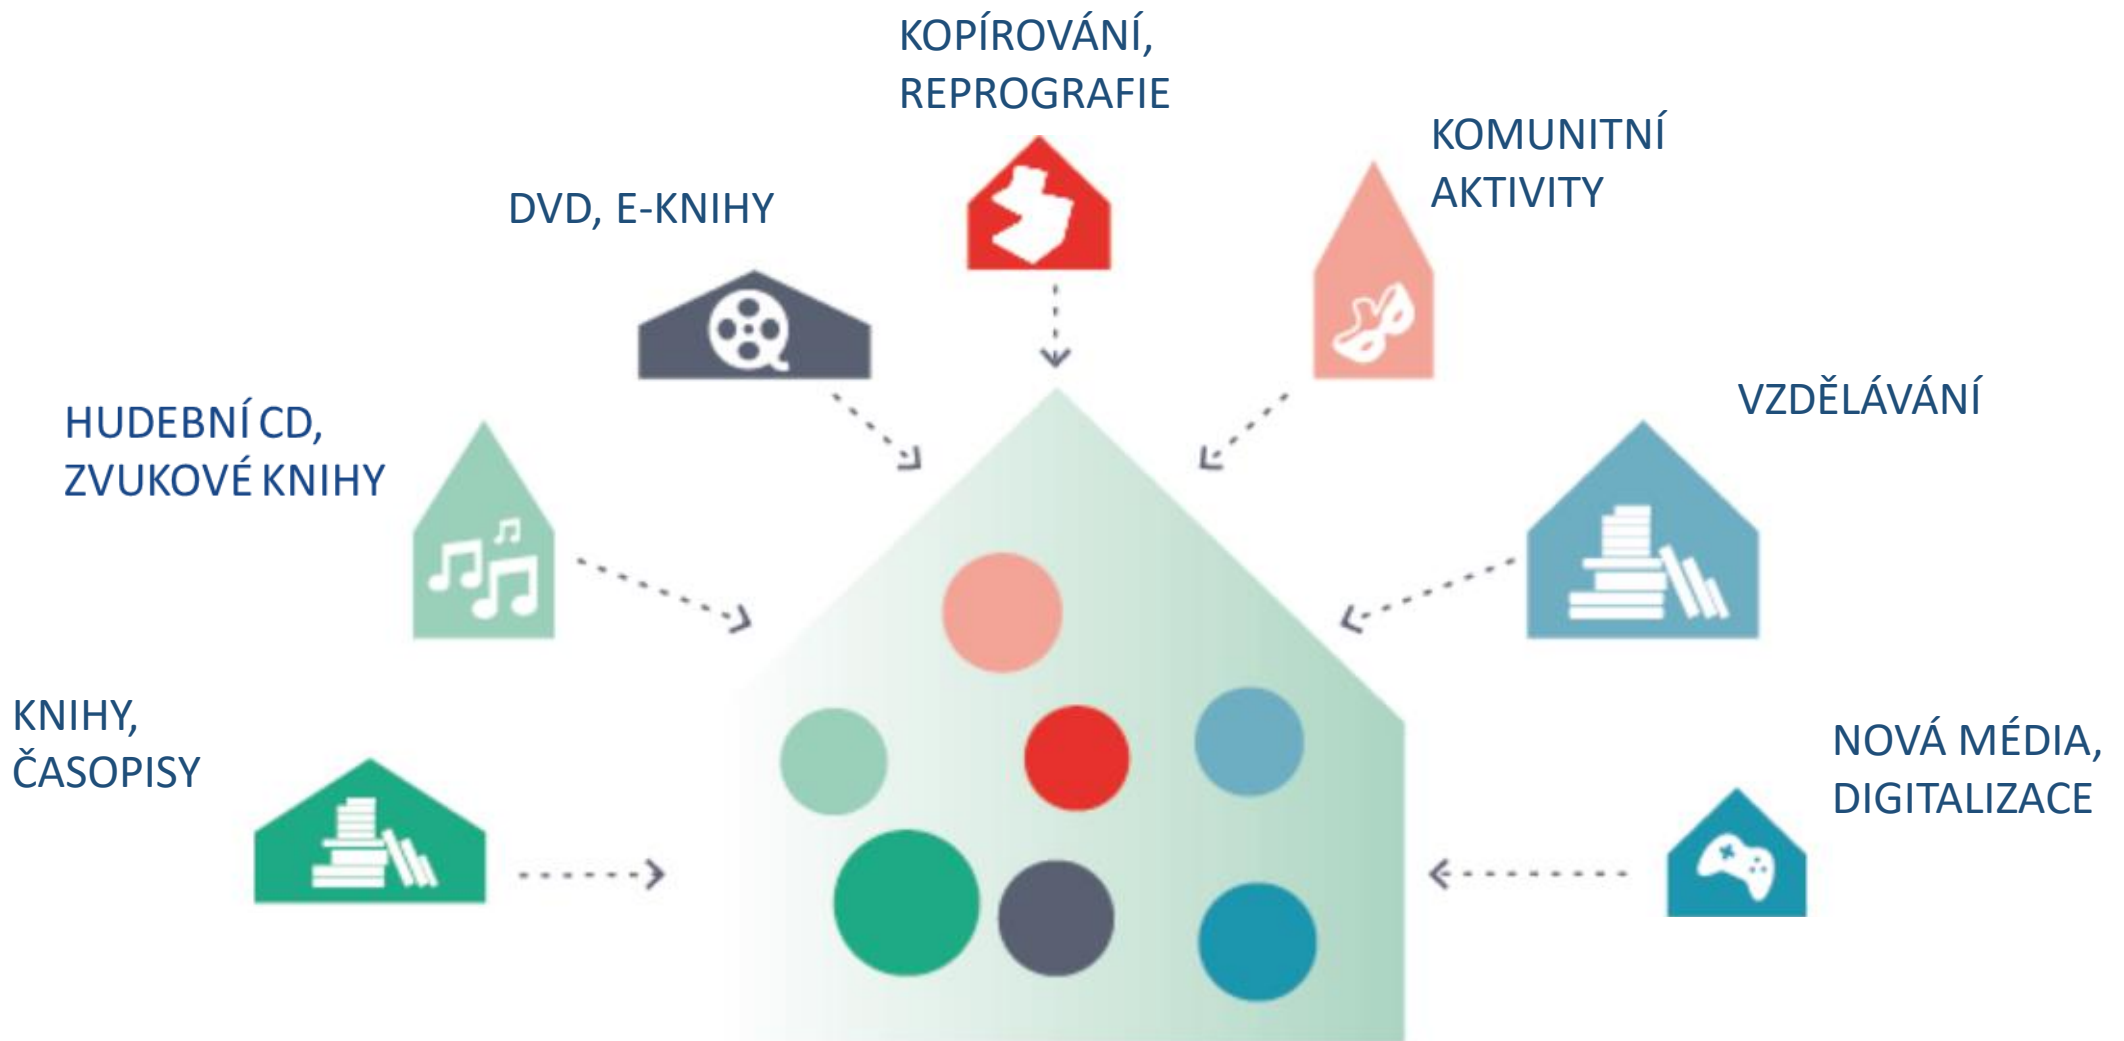 KOPÍROVÁNÍ,
REPROGRAFIE
KOMUNITNÍ
AKTIVITY
DVD, E-KNIHY
VZDĚLÁVÁNÍ
HUDEBNÍ CD,
ZVUKOVÉ KNIHY
KNIHY,
ČASOPISY
NOVÁ MÉDIA,
DIGITALIZACE